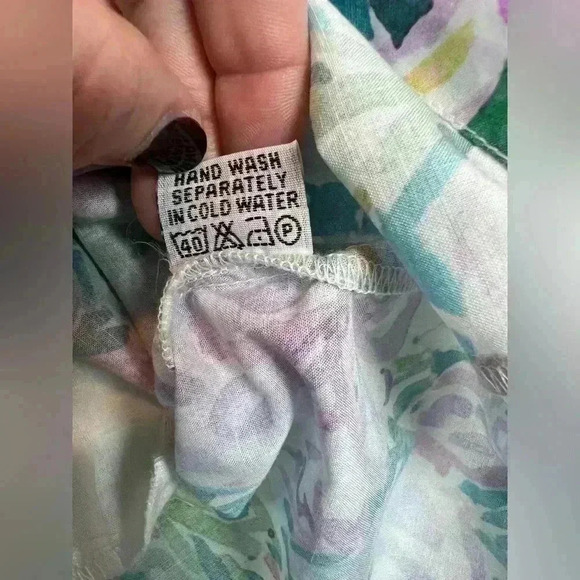 HAND WASH
SEPARATELY
IN COLD WATER
40 P